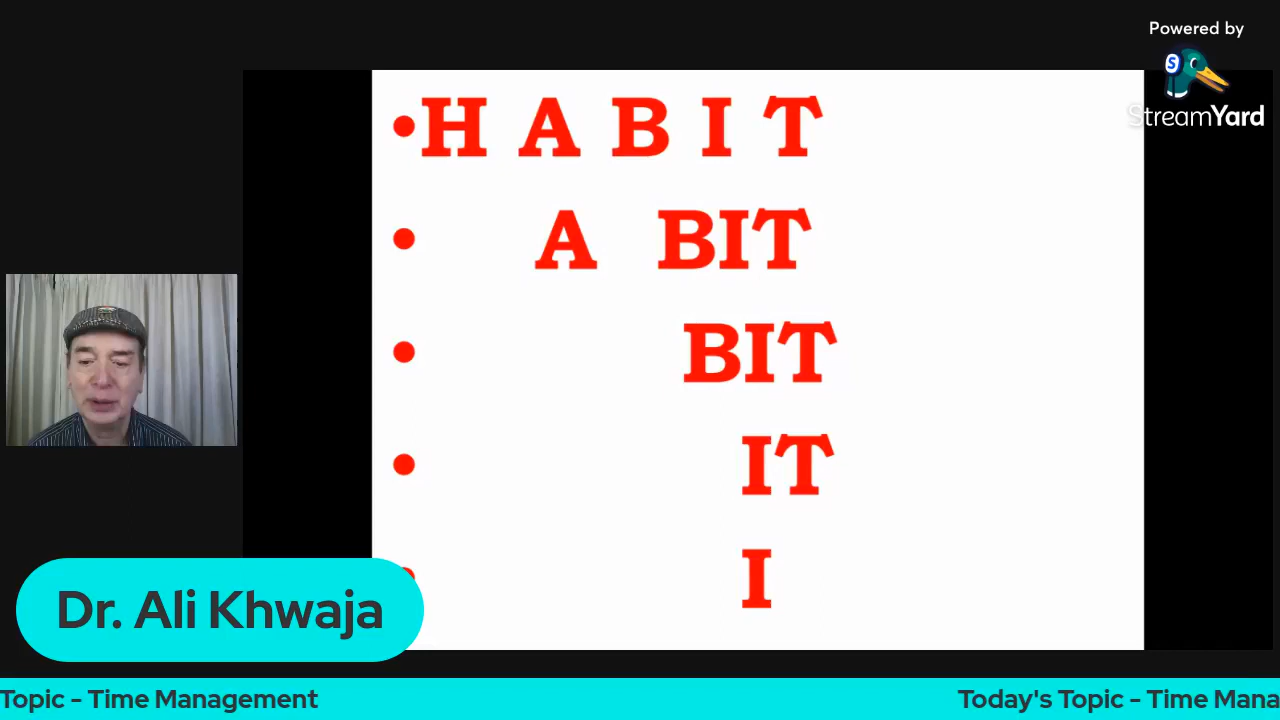 Powered by
StreamYard
•H A B I T
• A BIT
• BIT
• IT
• I
Dr. Ali Khwaja
Topic - Time Management
Today's Topic - Time Mana